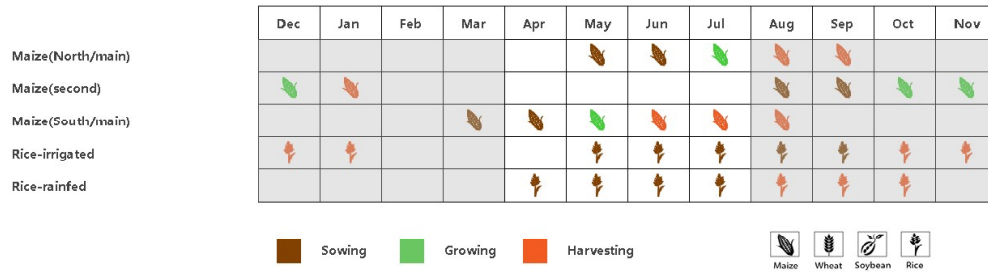 Dec Jan Feb Mar Apr May Jun Jul Aug Sep Oct Nov
Maize(North/main)
Maize(second)
Maize(South/main)
Rice-irrigated
Rice-rainfed
Sowing Growing Harvesting
Maize Wheat Soybean Rice